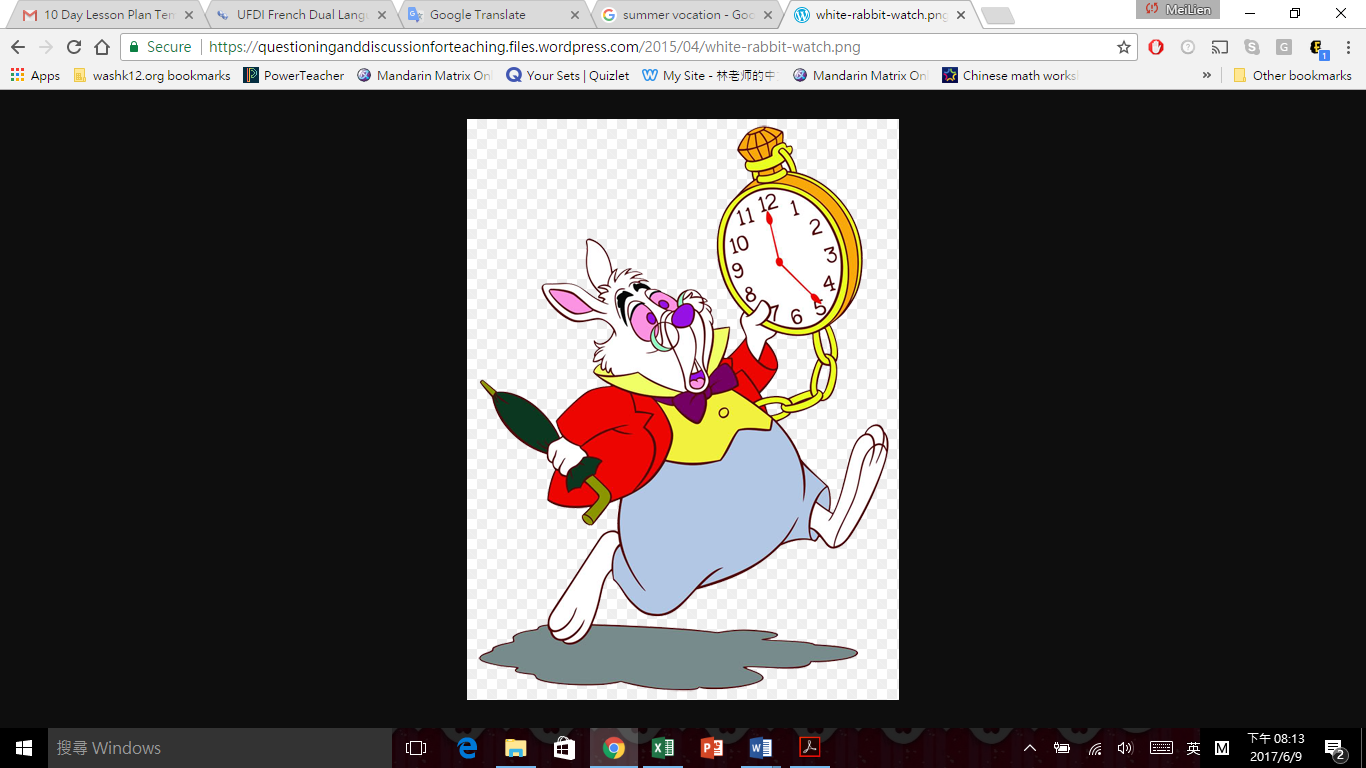 10 Day Lesson Plan Tem
UFDI French Dual Langu
Google Translate
summer vocation - Goo
white-rabbit-watch.png
MeiLien
Secure
https://questioninganddiscussionforteaching.files.wordpress.com/2015/04/white-rabbit-watch.png
Apps
washk12.org bookmarks
PowerTeacher
Mandarin Matrix Onl
Your Sets | Quizlet
My Site - 林老师的中文
Mandarin Matrix Onl
Chinese math works
»
Other bookmarks
12
1
2
3
4
5
6
7
8
9
10
11
搜尋 Windows
英
M
下午 08:13
2017/6/9
2